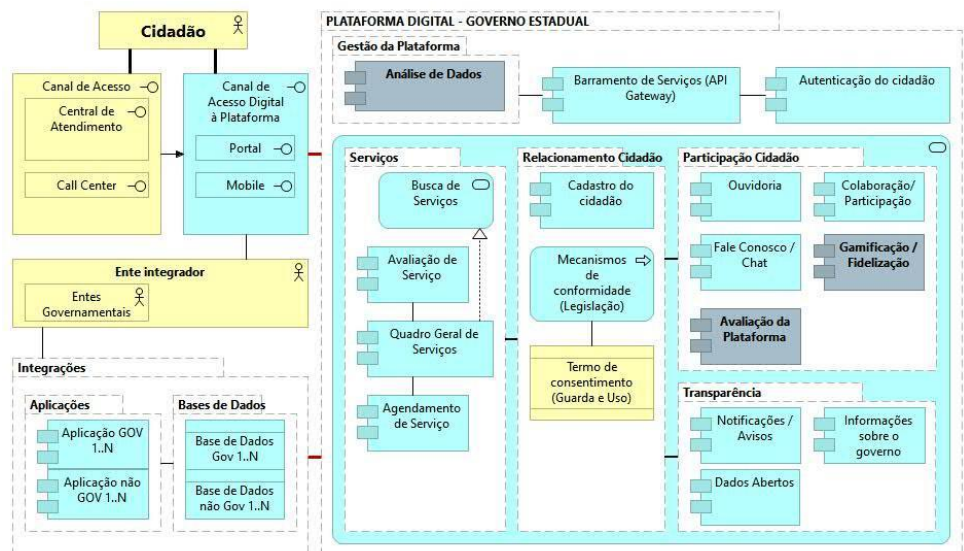 Cidadão
Canal de Acesso
Central de
Atendimento
Call Center
Canal de
Acesso Digital
à Plataforma
Portal
Mobile
Ente integrador
Entes
Governamentais
Integrações
Aplicações
Aplicação GOV
1..N
Aplicação não
GOV 1..N
Bases de Dados
Base de Dados
Gov 1..N
Base de Dados
não Gov 1..N
PLATAFORMA DIGITAL - GOVERNO ESTADUAL
Gestão da Plataforma
Análise de Dados
Barramento de Serviços (API
Gateway)
Autenticação do cidadão
Serviços
Busca de
Serviços
Avaliação de
Serviço
Quadro Geral de
Serviços
Agendamento
de Serviço
Relacionamento Cidadão
Cadastro do
cidadão
Mecanismos
de
conformidade
(Legislação)
Termo de
consentimento
(Guarda e Uso)
Participação Cidadão
Ouvidoria
Colaboração/
Participação
Fale Conosco /
Chat
Gamificação /
Fidelização
Avaliação da
Plataforma
Transparência
Notificações /
Avisos
Informações
sobre o
governo
Dados Abertos